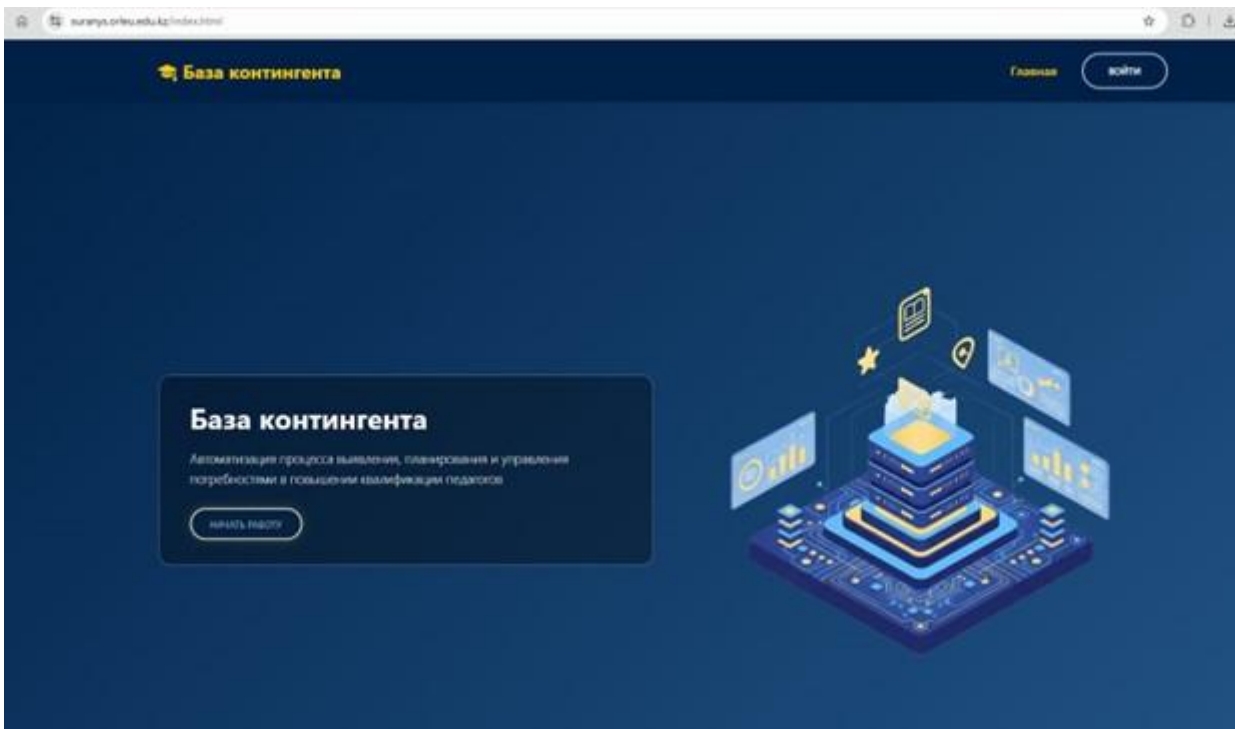 suranys.orleu.edu.kz/index.html
База контингента
Главная
ВОЙТИ
База контингента
Автоматизация процесса выявления, планирования и управления
потребностями в повышении квалификации педагогов
НАЧАТЬ РАБОТУ